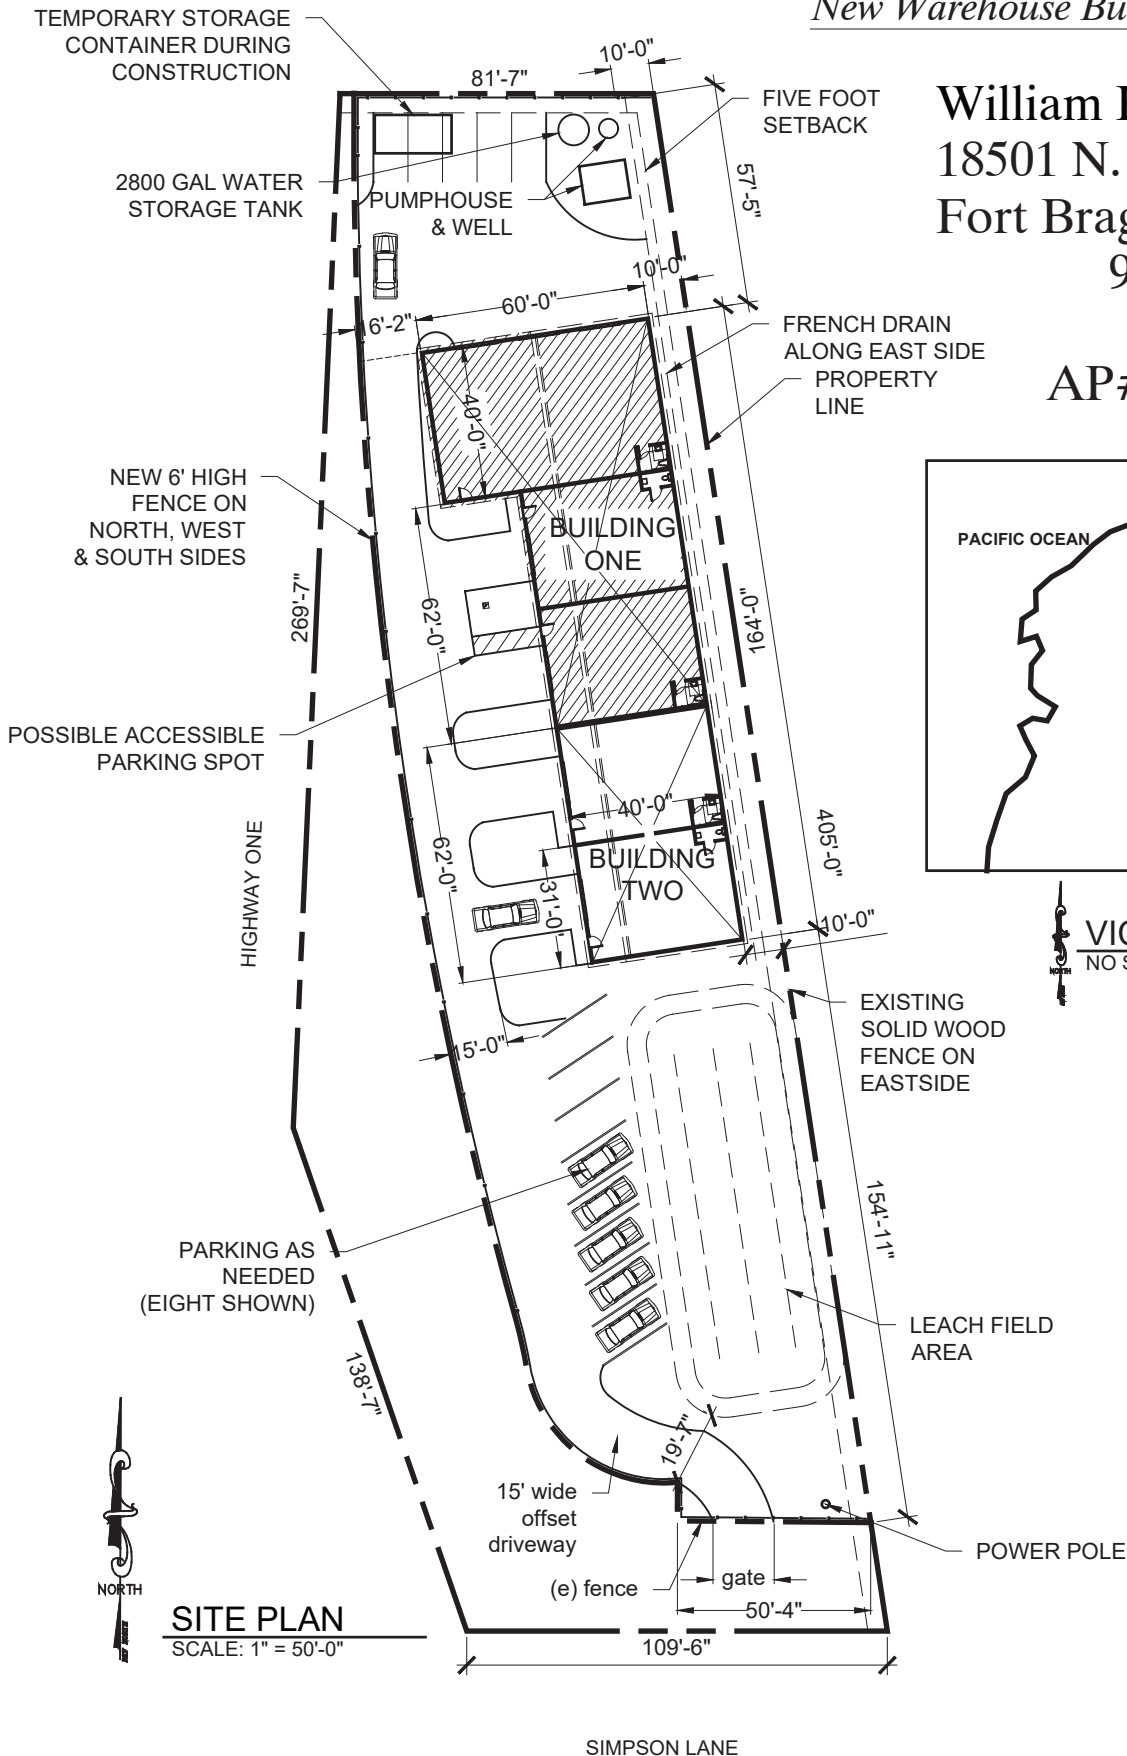 New Warehouse Bu
TEMPORARY STORAGE
CONTAINER DURING
CONSTRUCTION
10'-0"
81'-7"
FIVE FOOT
SETBACK
William
18501 N.
Fort Brag
9
AP#
2800 GAL WATER
STORAGE TANK
PUMPHOUSE
& WELL
57'-5"
10'-0"
60'-0"
6'-2"
FRENCH DRAIN
ALONG EAST SIDE
PROPERTY
LINE
40'-0"
NEW 6' HIGH
FENCE ON
NORTH, WEST
& SOUTH SIDES
BUILDING
ONE
PACIFIC OCEAN
269'-7"
62'-0"
164'-0"
POSSIBLE ACCESSIBLE
PARKING SPOT
40'-0"
405'-0"
HIGHWAY ONE
62'-0"
BUILDING
TWO
31'-0"
10'-0"
VIC
NO S
NORTH
EXISTING
SOLID WOOD
FENCE ON
EASTSIDE
15'-0"
154'-11"
PARKING AS
NEEDED
(EIGHT SHOWN)
LEACH FIELD
AREA
138'-7"
19'-7"
15' wide
offset
driveway
POWER POLE
(e) fence
gate
50'-4"
NORTH
SITE PLAN
SCALE: 1" = 50'-0"
109'-6"
SIMPSON LANE